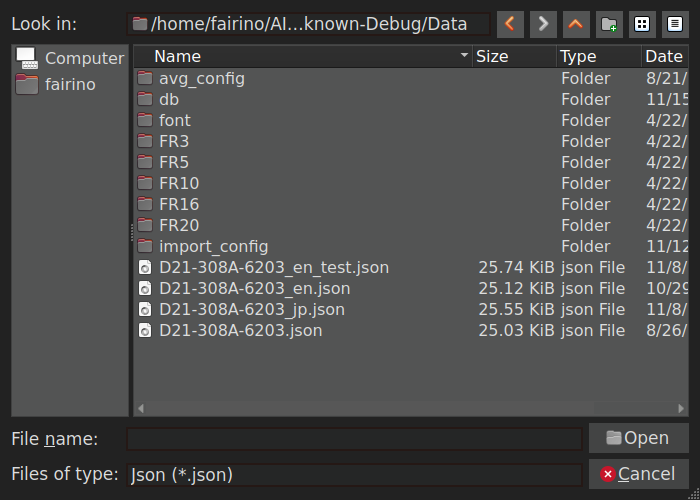 Look in: /home/fairino/AI...known-Debug/Data
Computer
fairino
Name Size Type Date
avg_config Folder 8/21/
db Folder 11/15
font Folder 4/22/
FR3 Folder 4/22/
FR5 Folder 4/22/
FR10 Folder 4/22/
FR16 Folder 4/22/
FR20 Folder 4/22/
import_config Folder 11/12
D21-308A-6203_en_test.json 25.74 KiB json File 11/8/
D21-308A-6203_en.json 25.12 KiB json File 10/29
D21-308A-6203_jp.json 25.55 KiB json File 11/8/
D21-308A-6203.json 25.03 KiB json File 8/26/
File name: Open
Files of type: Json (*.json) Cancel